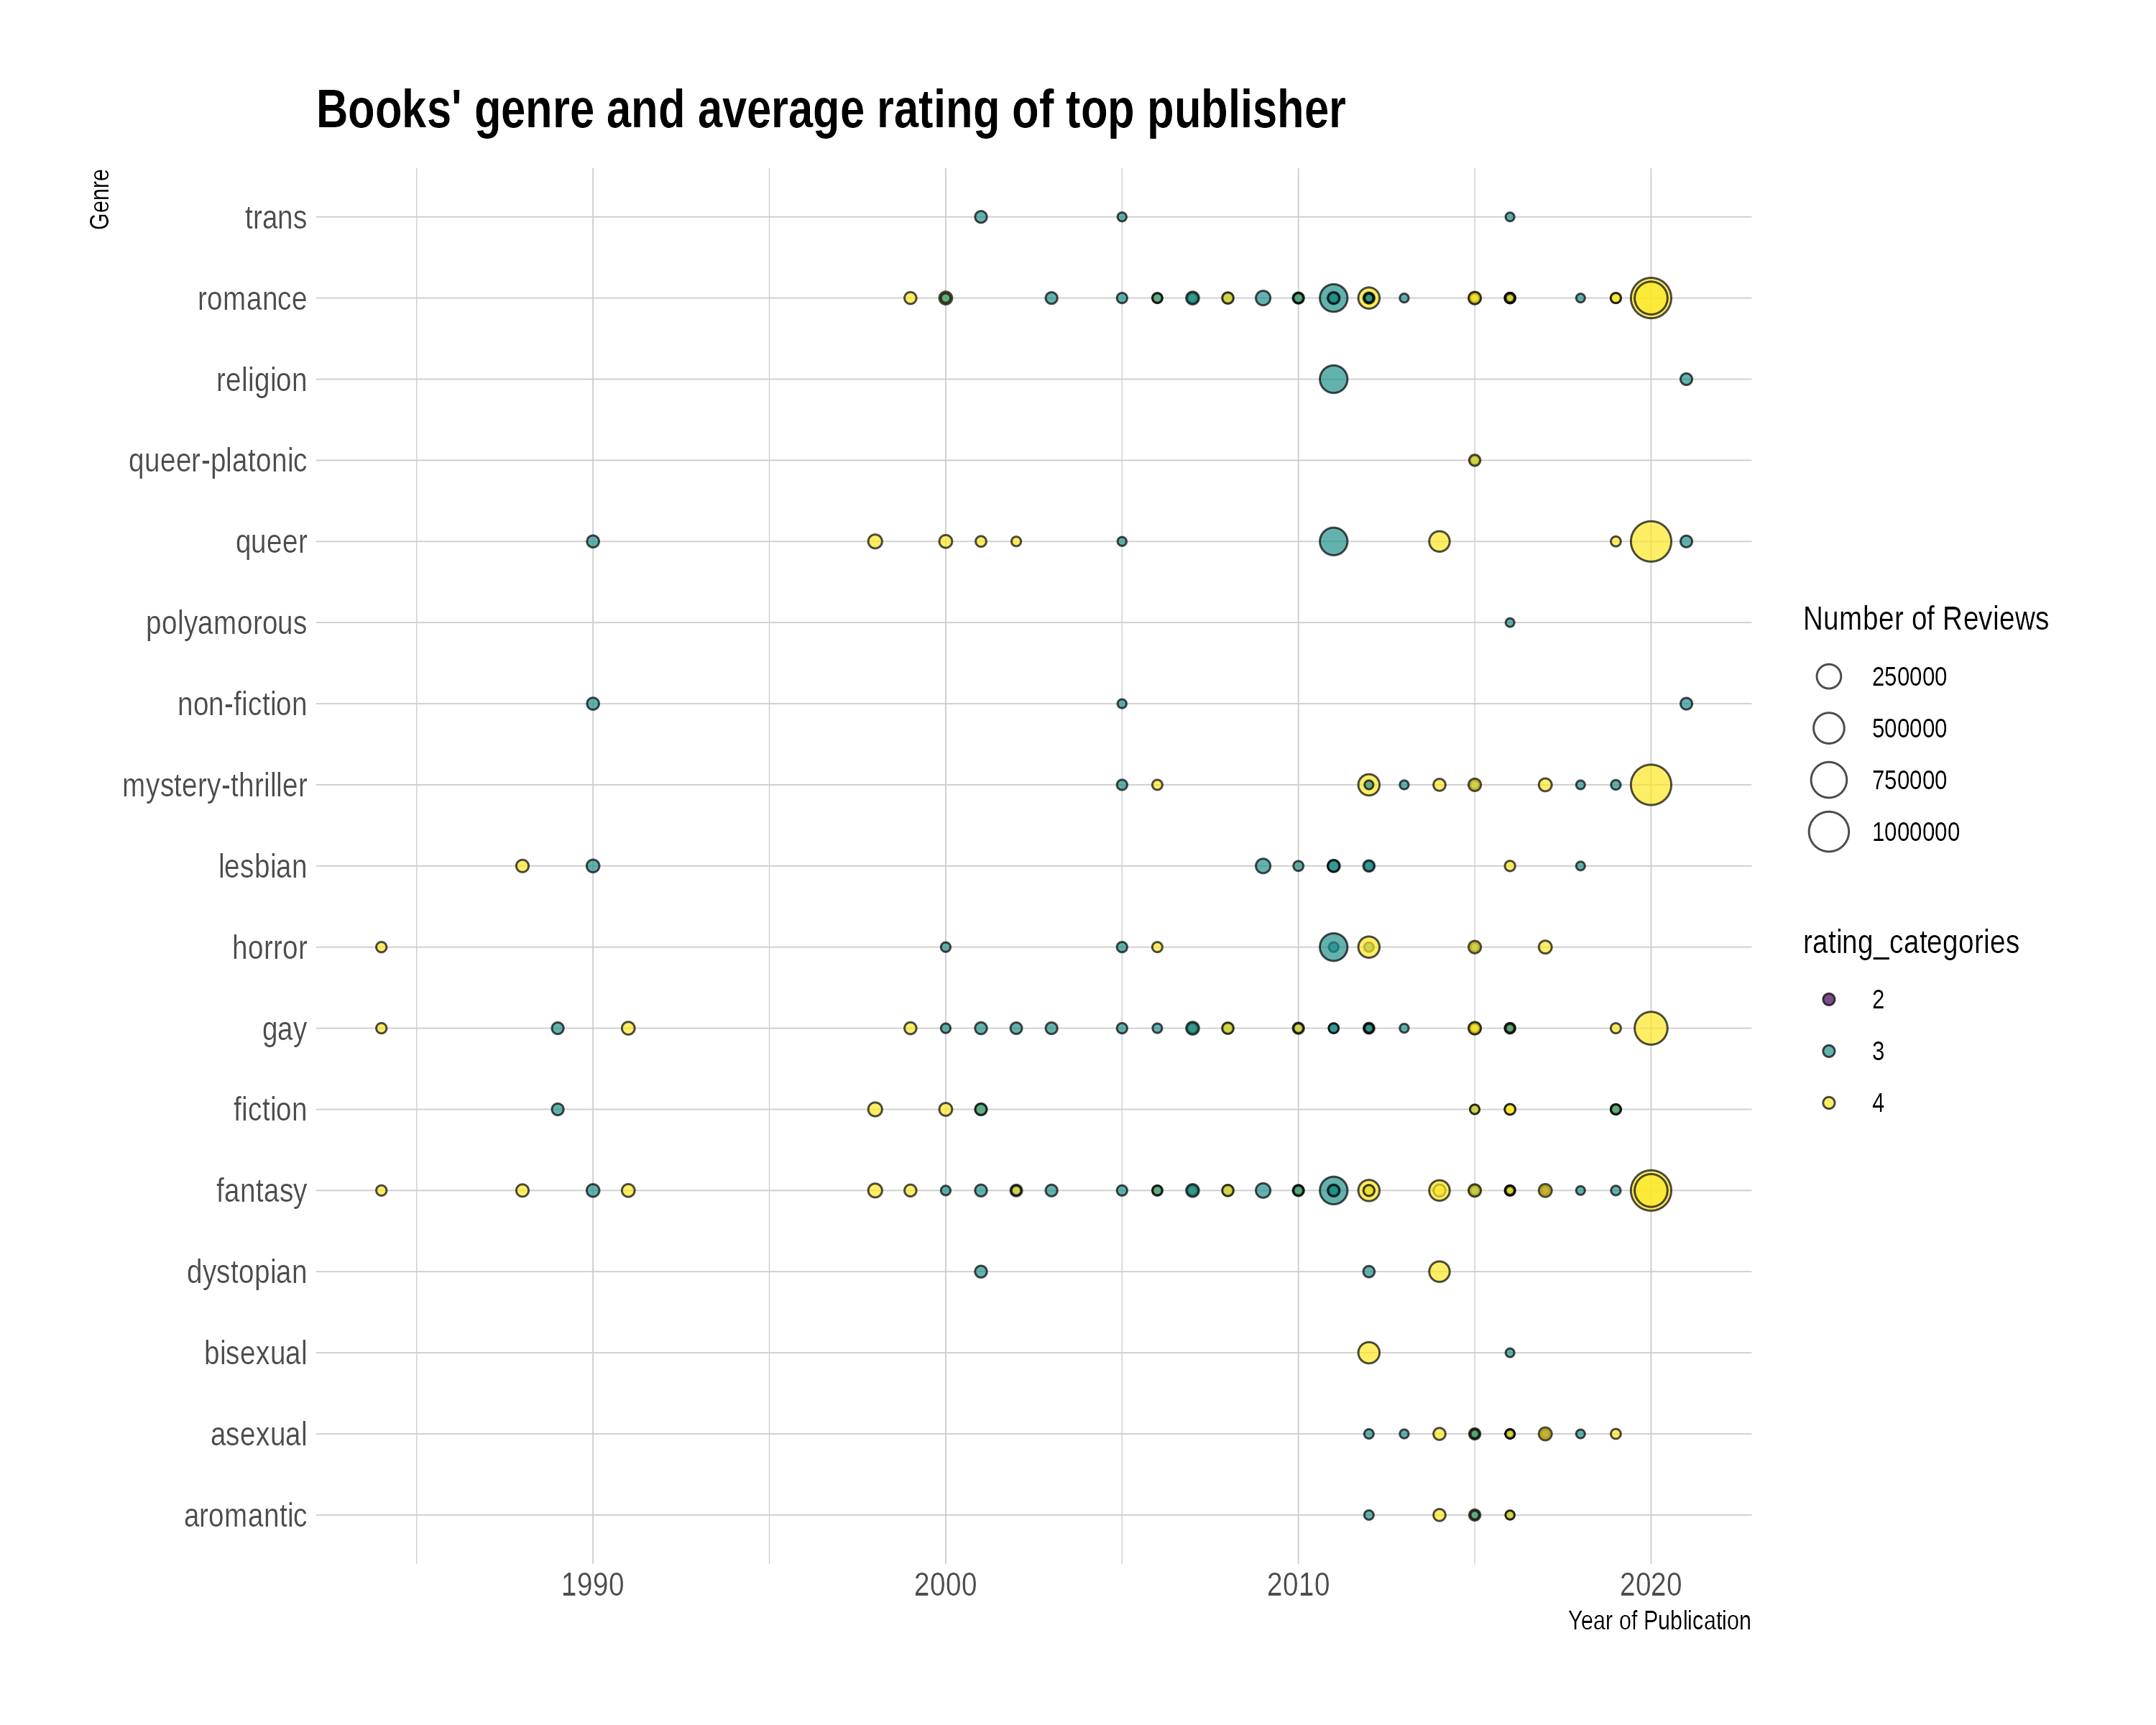 Books' genre and average rating of top publisher
Genre
trans
romance
religion
queer-platonic
queer
polyamorous
non-fiction
mystery-thriller
lesbian
horror
gay
fiction
fantasy
dystopian
bisexual
asexual
aromantic
1990 2000 2010 2020
Year of Publication
Number of Reviews
250000
500000
750000
1000000
rating_categories
2
3
4